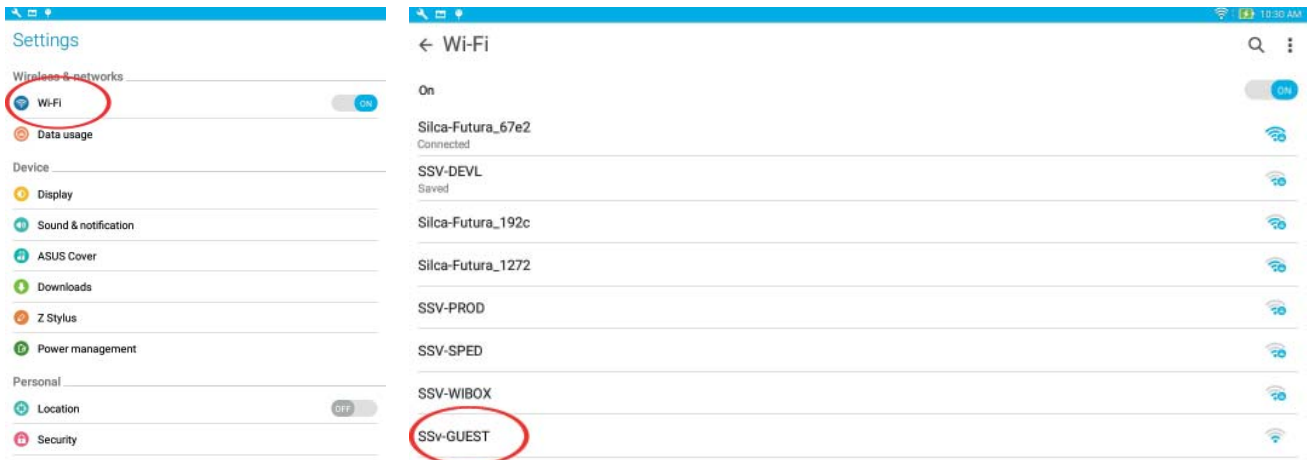 Settings
Wireless & networks
Wi-Fi
ON
Data usage
Device
Display
Sound & notification
ASUS Cover
Downloads
Z Stylus
Power management
Personal
Location
OFF
Security
10:30 AM
Wi-Fi
On
ON
Silca-Futura_67e2
Connected
SSV-DEVL
Saved
Silca-Futura_192c
Silca-Futura_1272
SSV-PROD
SSV-SPED
SSV-WIBOX
SSv-GUEST